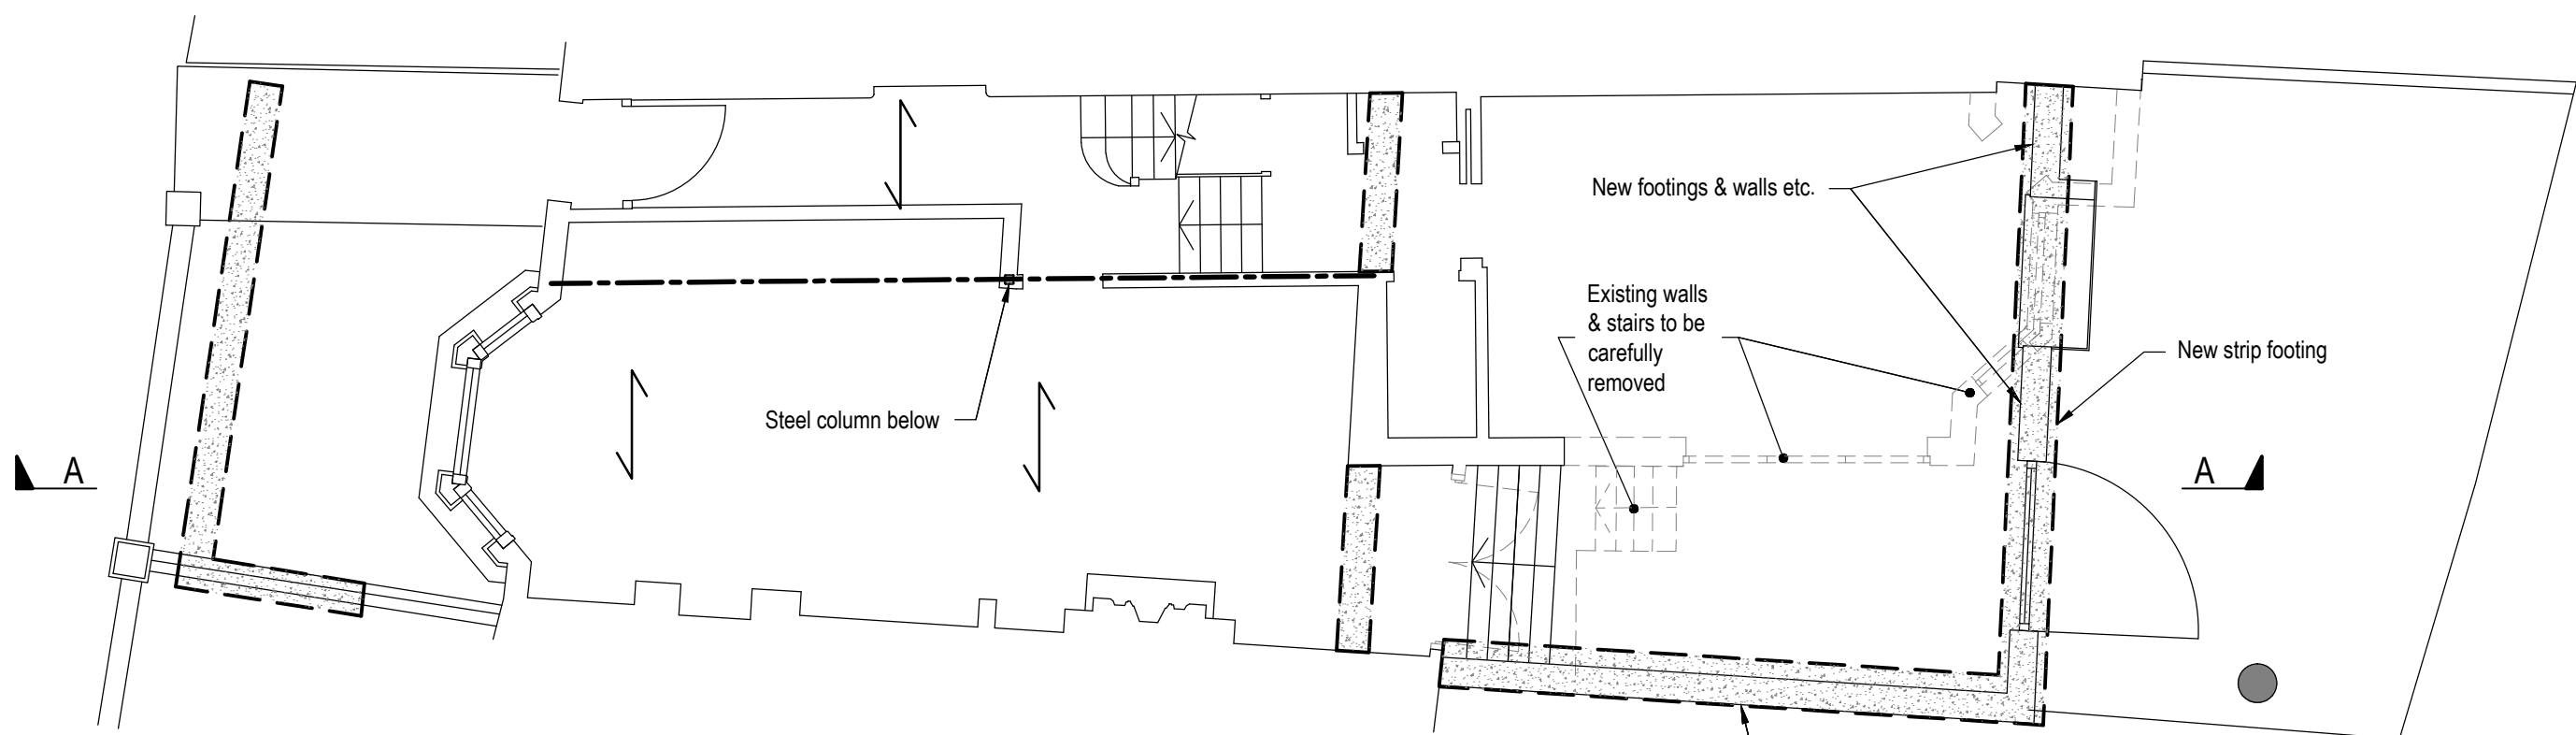 New footings & walls etc.
Existing walls
& stairs to be
carefully
removed
New strip footing
Steel column below
A
A